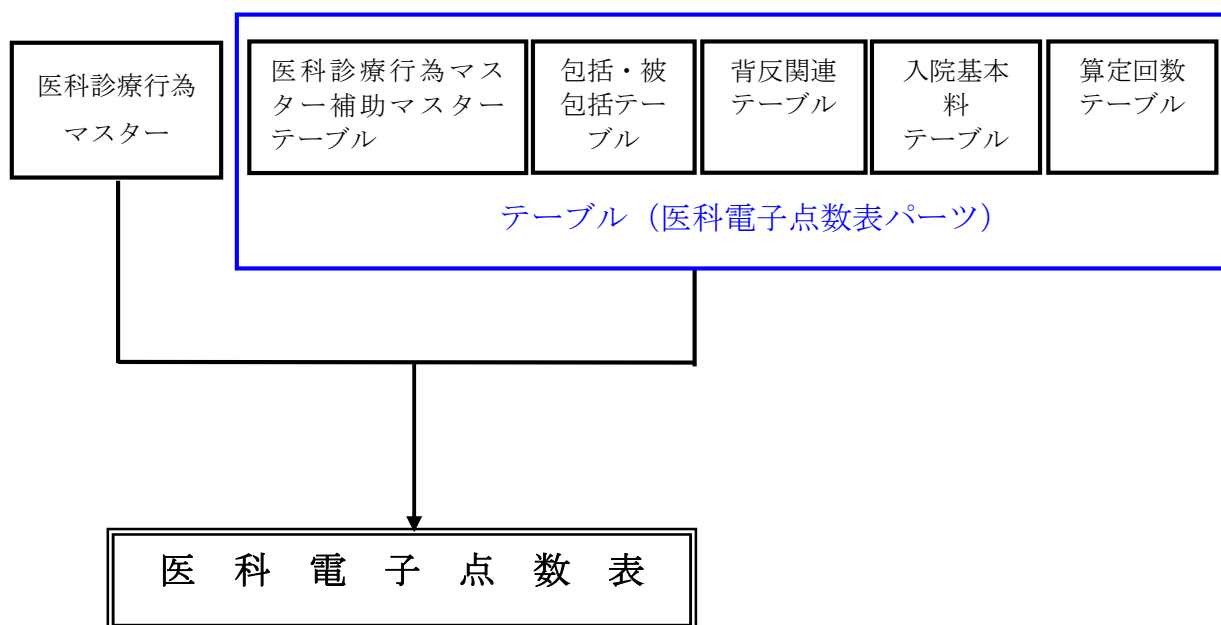 医科診療行為
マスター
医科診療行為マス
ター補助マスター
テーブル
包括・被
包括テー
ブル
背反関連
テーブル
入院基本
料
テーブル
算定回数
テーブル
テーブル（医科電子点数表パーツ）
医科電子点数表